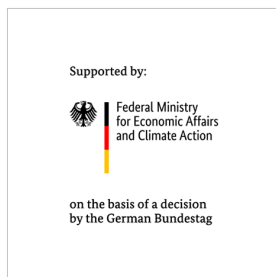 Supported by:
Federal Ministry
for Economic Affairs
and Climate Action
on the basis of a decision
by the German Bundestag